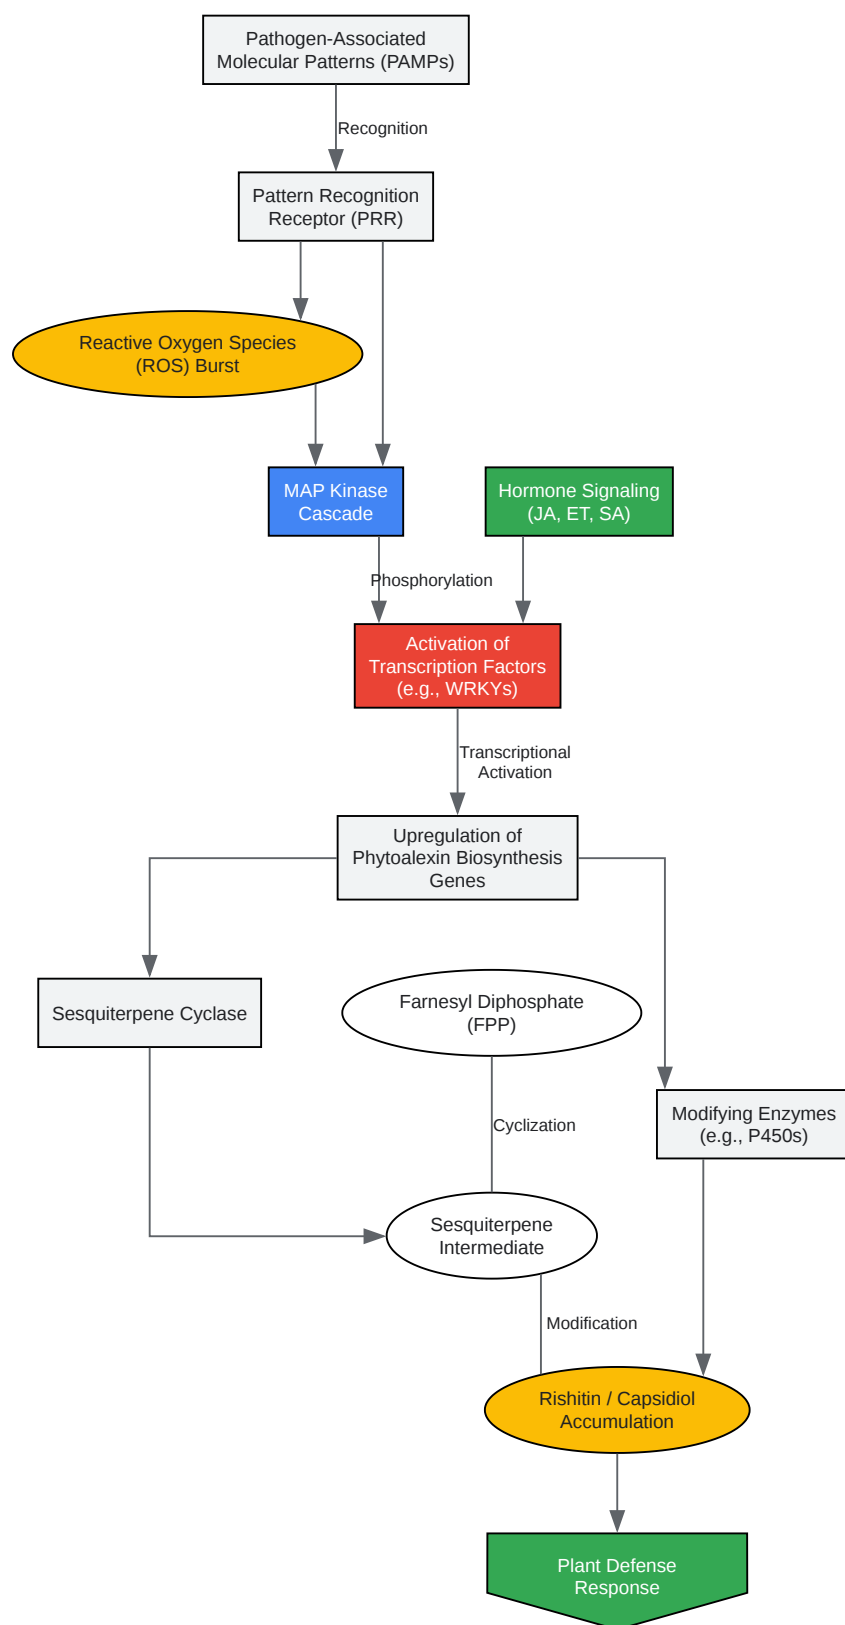 Pathogen-Associated
Molecular Patterns (PAMPs)
Recognition
Pattern Recognition
Receptor (PRR)
Reactive Oxygen Species
(ROS) Burst
MAP Kinase
Cascade
Hormone Signaling
(JA, ET, SA)
Phosphorylation
Activation of
Transcription Factors
(e.g., WRKYs)
Transcriptional
Activation
Upregulation of
Phytoalexin Biosynthesis
Genes
Sesquiterpene Cyclase
Farnesyl Diphosphate
(FPP)
Cyclization
Modifying Enzymes
(e.g., P450s)
Sesquiterpene
Intermediate
Modification
Rishitin / Capsidiol
Accumulation
Plant Defense
Response